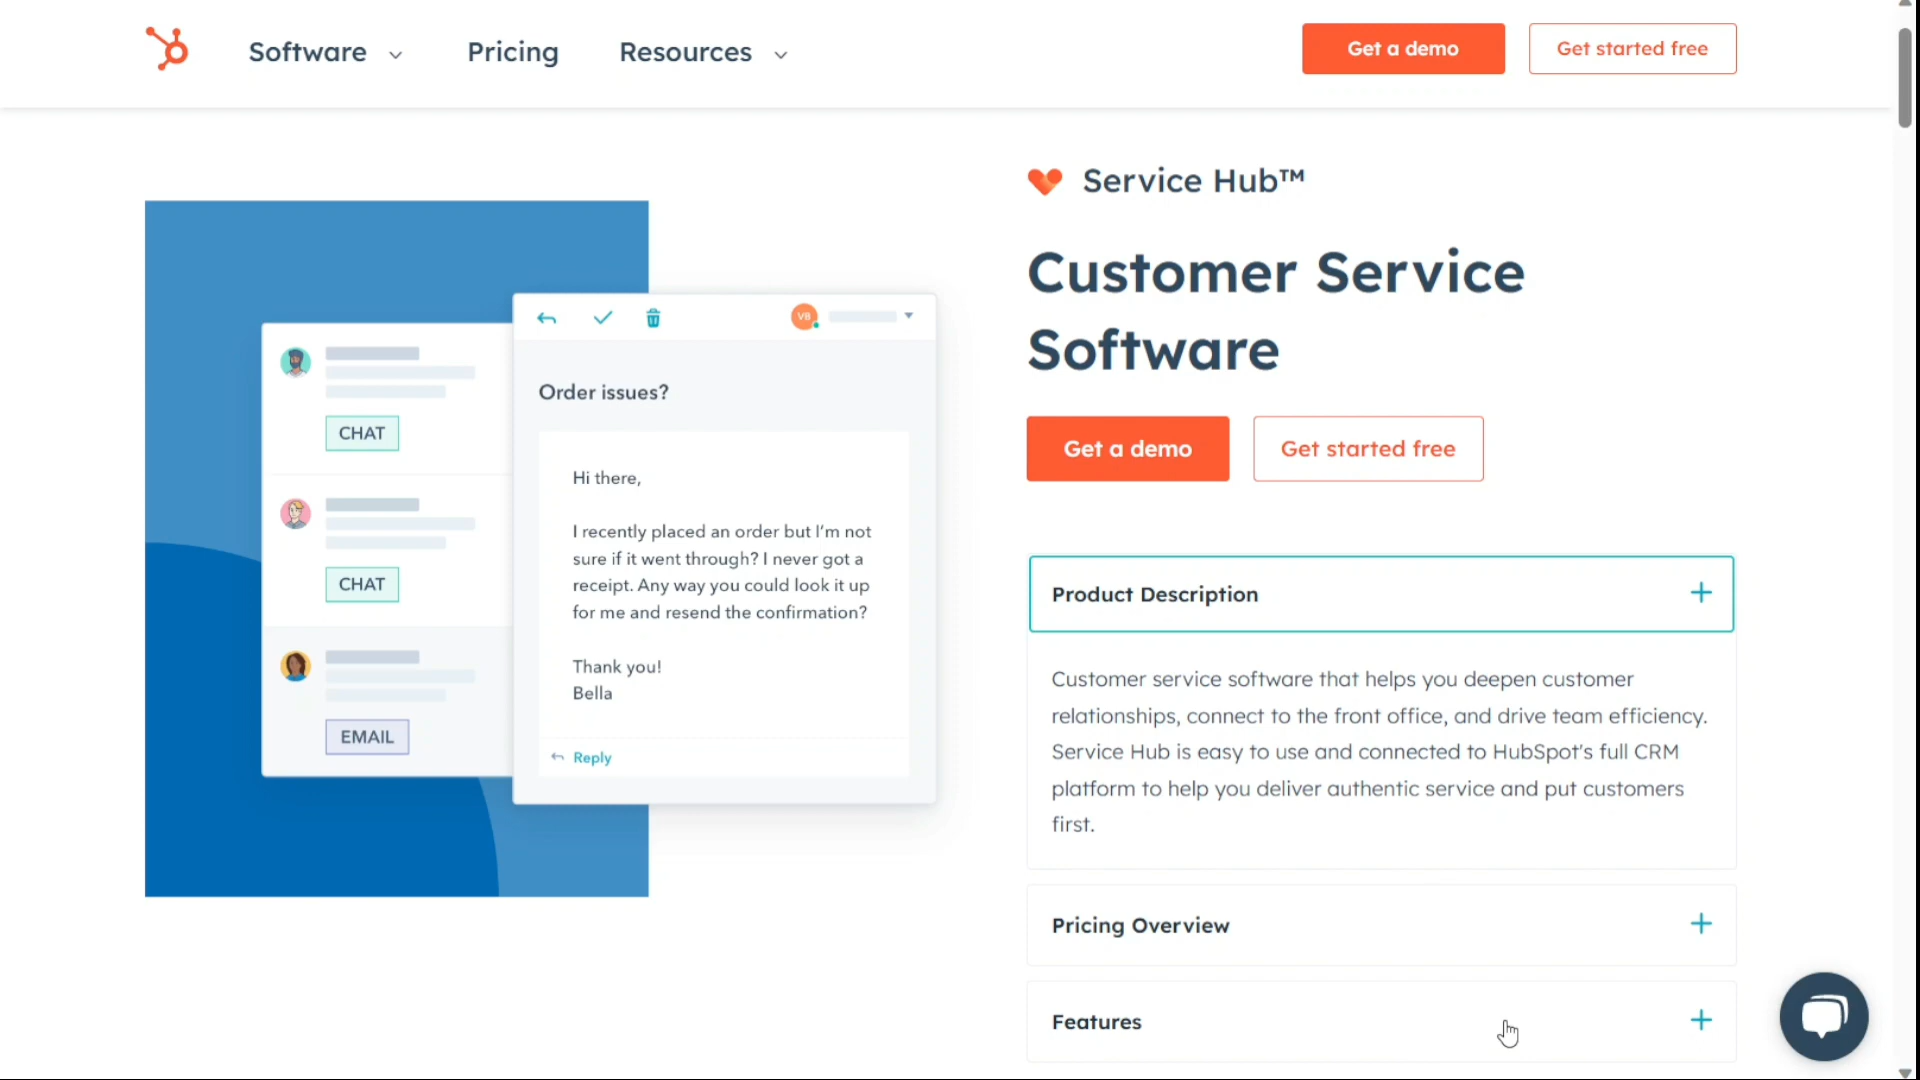 Software
Pricing
Resources
Get a demo
Get started free
Service Hub™
Customer Service
Software
Get a demo
Get started free
VB
Order issues?
Hi there,
I recently placed an order but I'm not
sure if it went through? I never got a
receipt. Any way you could look it up
for me and resend the confirmation?
Thank you!
Bella
Reply
CHAT
CHAT
EMAIL
Product Description
Customer service software that helps you deepen customer
relationships, connect to the front office, and drive team efficiency.
Service Hub is easy to use and connected to HubSpot's full CRM
platform to help you deliver authentic service and put customers
first.
Pricing Overview
Features